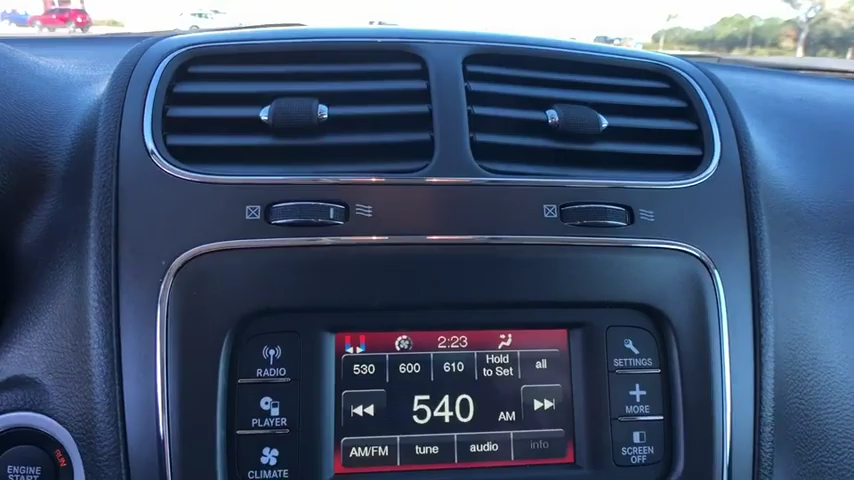 2:23
530 600 610 Hold to Set all
540 AM
AM/FM tune audio info
RADIO
PLAYER
CLIMATE
SETTINGS
MORE
SCREEN OFF
ENGINE START
RUN